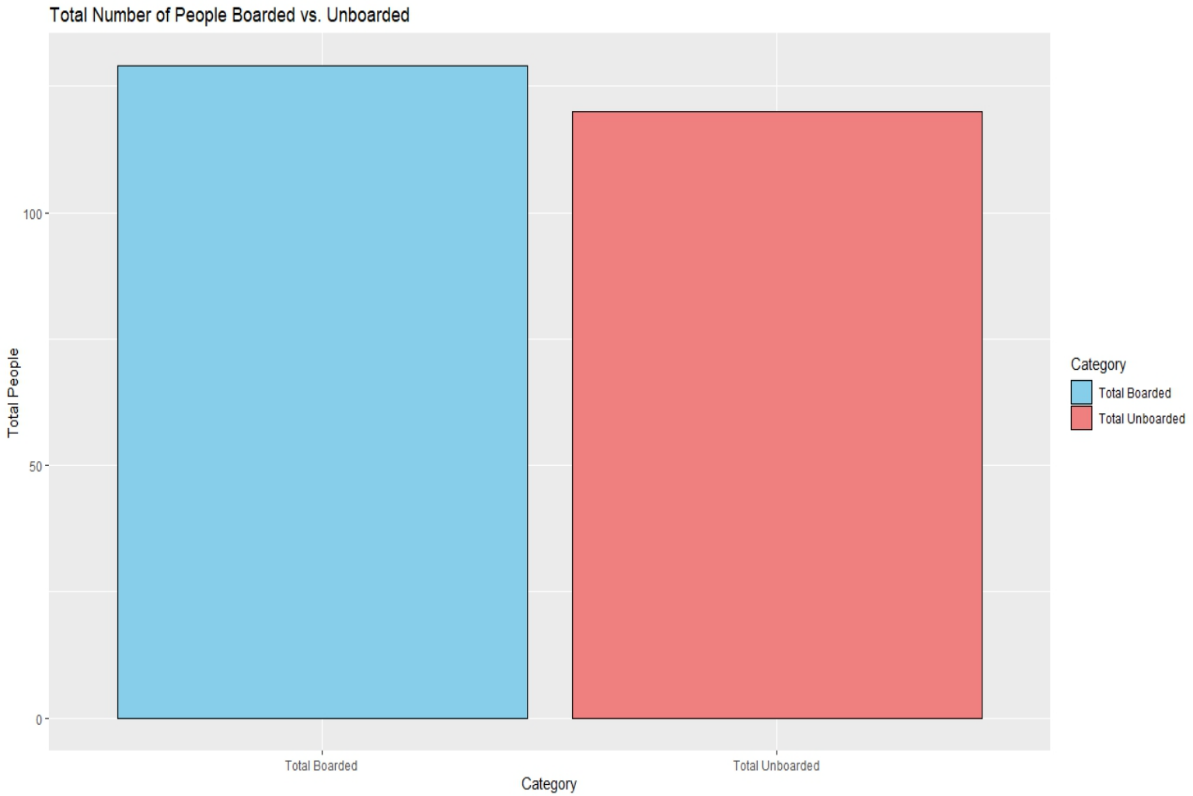 Total Number of People Boarded vs. Unboarded
100
50
0
Total People
Total Boarded
Total Unboarded
Category
Category
Total Boarded
Total Unboarded